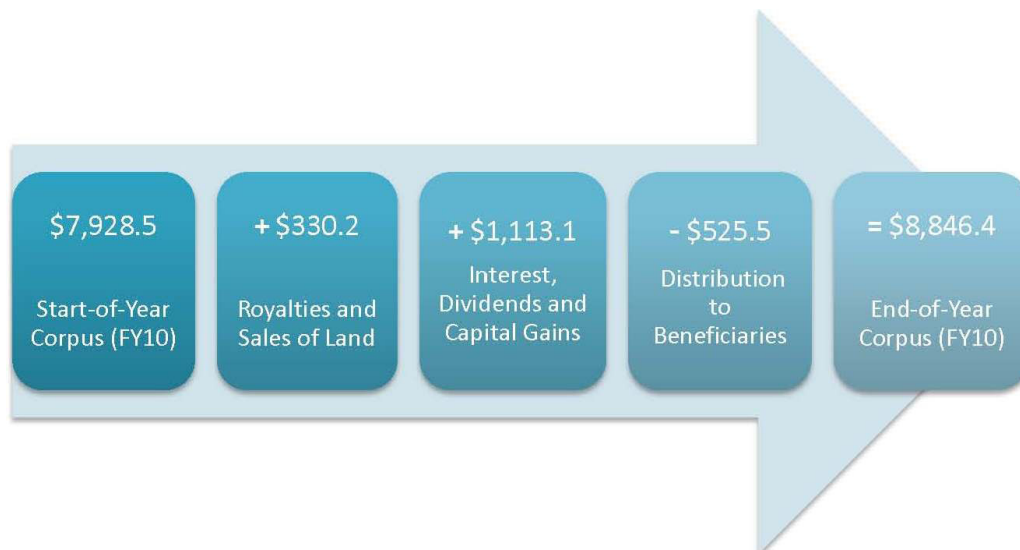 $7,928.5
Start-of-Year
Corpus (FY10)
+ $330.2
Royalties and
Sales of Land
+ $1,113.1
Interest,
Dividends and
Capital Gains
- $525.5
Distribution
to
Beneficiaries
= $8,846.4
End-of-Year
Corpus (FY10)